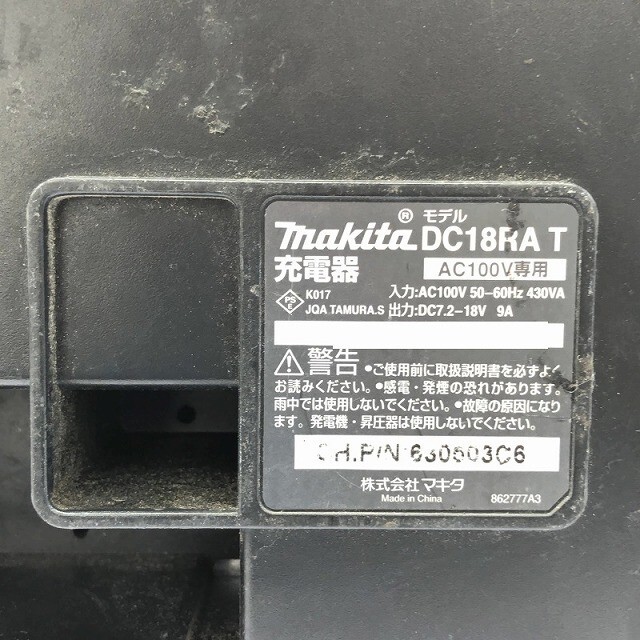 ® モデル
makita DC18RA T
充電器 AC100V専用
PSE K017 入力:AC100V 50-60Hz 430VA
JQA.TAMURA.S 出力:DC7.2-18V 9A
⚠警告 ●ご使用前に取扱説明書を必ずよく
お読みください。●感電・発煙の恐れがあります。
雨中では使用しないでください。●故障の原因になり
ます。発電機・昇圧器は使用しないでください。
CH.P/N 630603C6
株式会社 マキタ
Made in China 862777A3